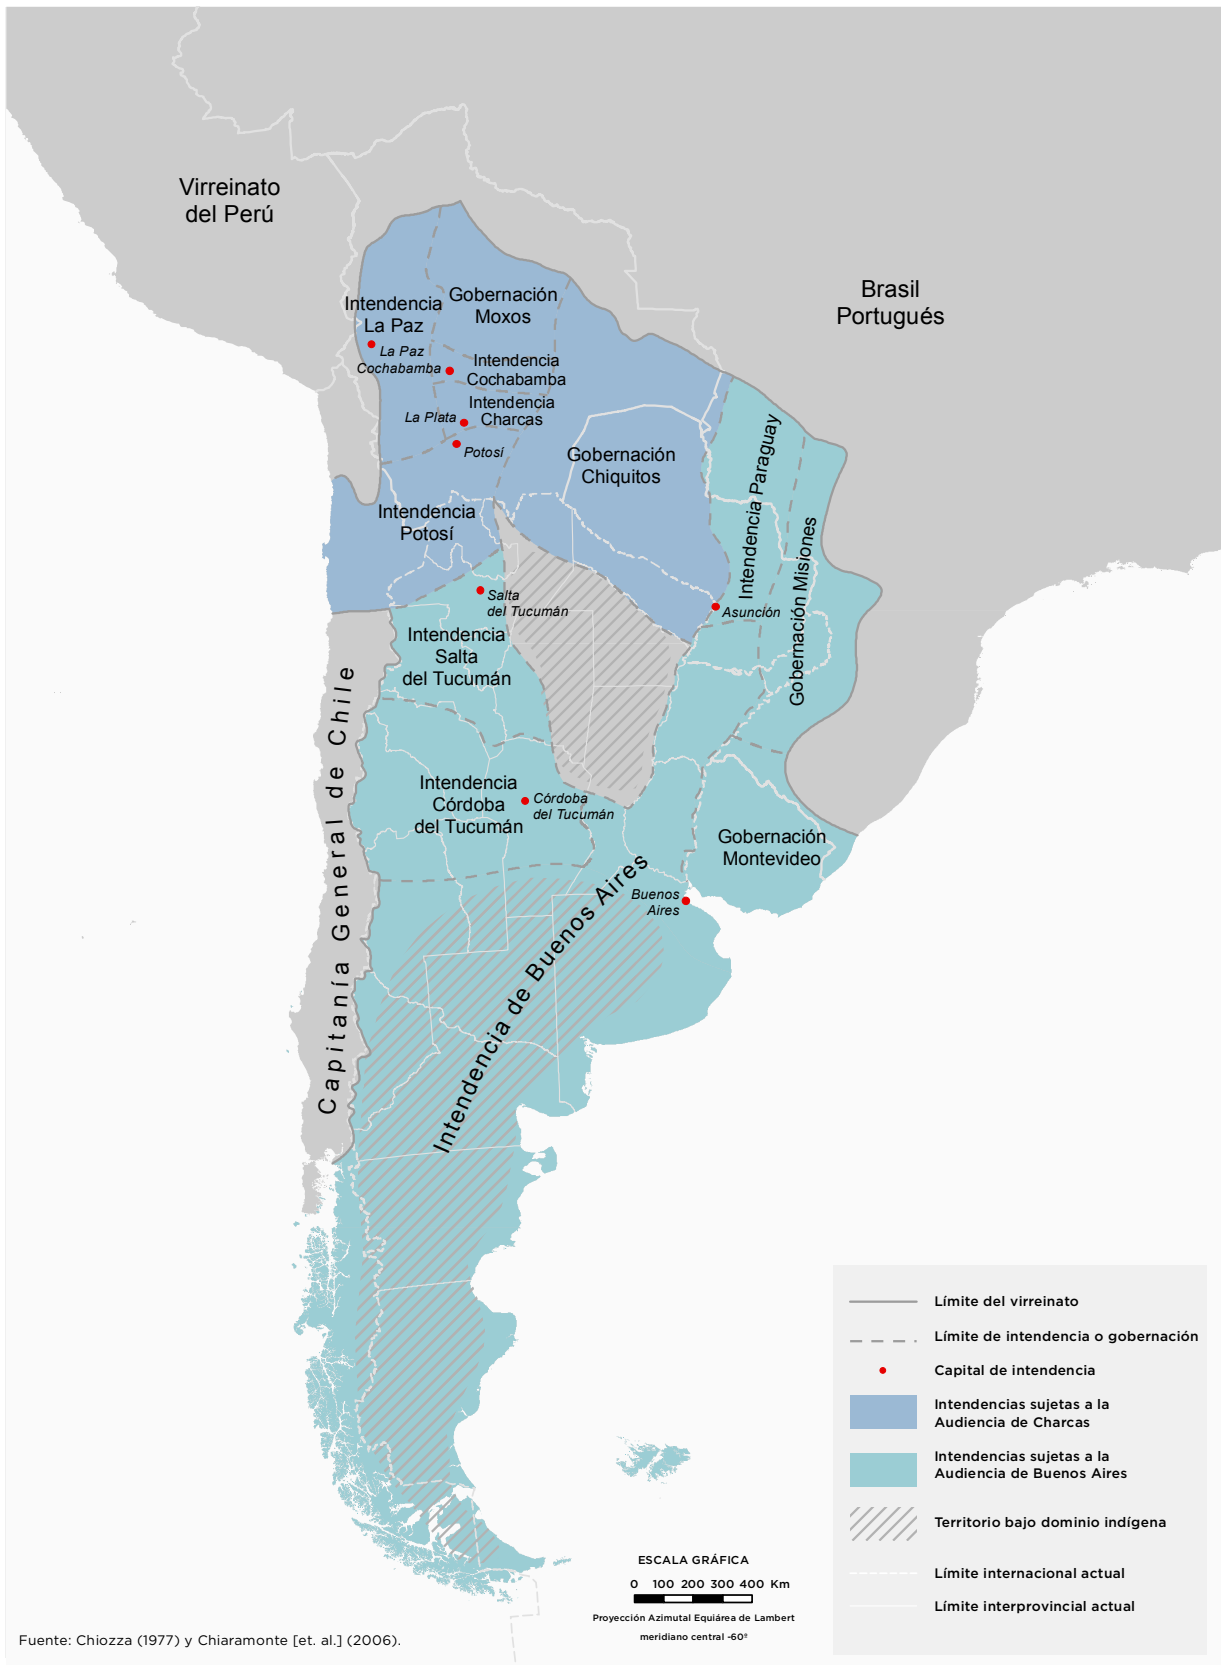 Virreinato
del Perú
Brasil
Portugués
Intendencia
La Paz
Gobernación
Moxos
La Paz
Cochabamba
Intendencia
Cochabamba
La Plata
Intendencia
Charcas
Potosí
Gobernación
Chiquitos
Intendencia Paraguay
Gobernación Misiones
Intendencia
Potosí
Salta
del Tucumán
Asunción
Intendencia
Salta
del Tucumán
Capitanía General de Chile
Intendencia
Córdoba
del Tucumán
Córdoba
del Tucumán
Gobernación
Montevideo
Buenos
Aires
Intendencia de Buenos Aires
Límite del virreinato
Límite de intendencia o gobernación
Capital de intendencia
Intendencias sujetas a la
Audiencia de Charcas
Intendencias sujetas a la
Audiencia de Buenos Aires
Territorio bajo dominio indígena
Límite internacional actual
Límite interprovincial actual
ESCALA GRÁFICA
0 100 200 300 400 Km
Proyección Azimutal Equiárea de Lambert
meridiano central -60º
Fuente: Chiozza (1977) y Chiaramonte [et. al.] (2006).